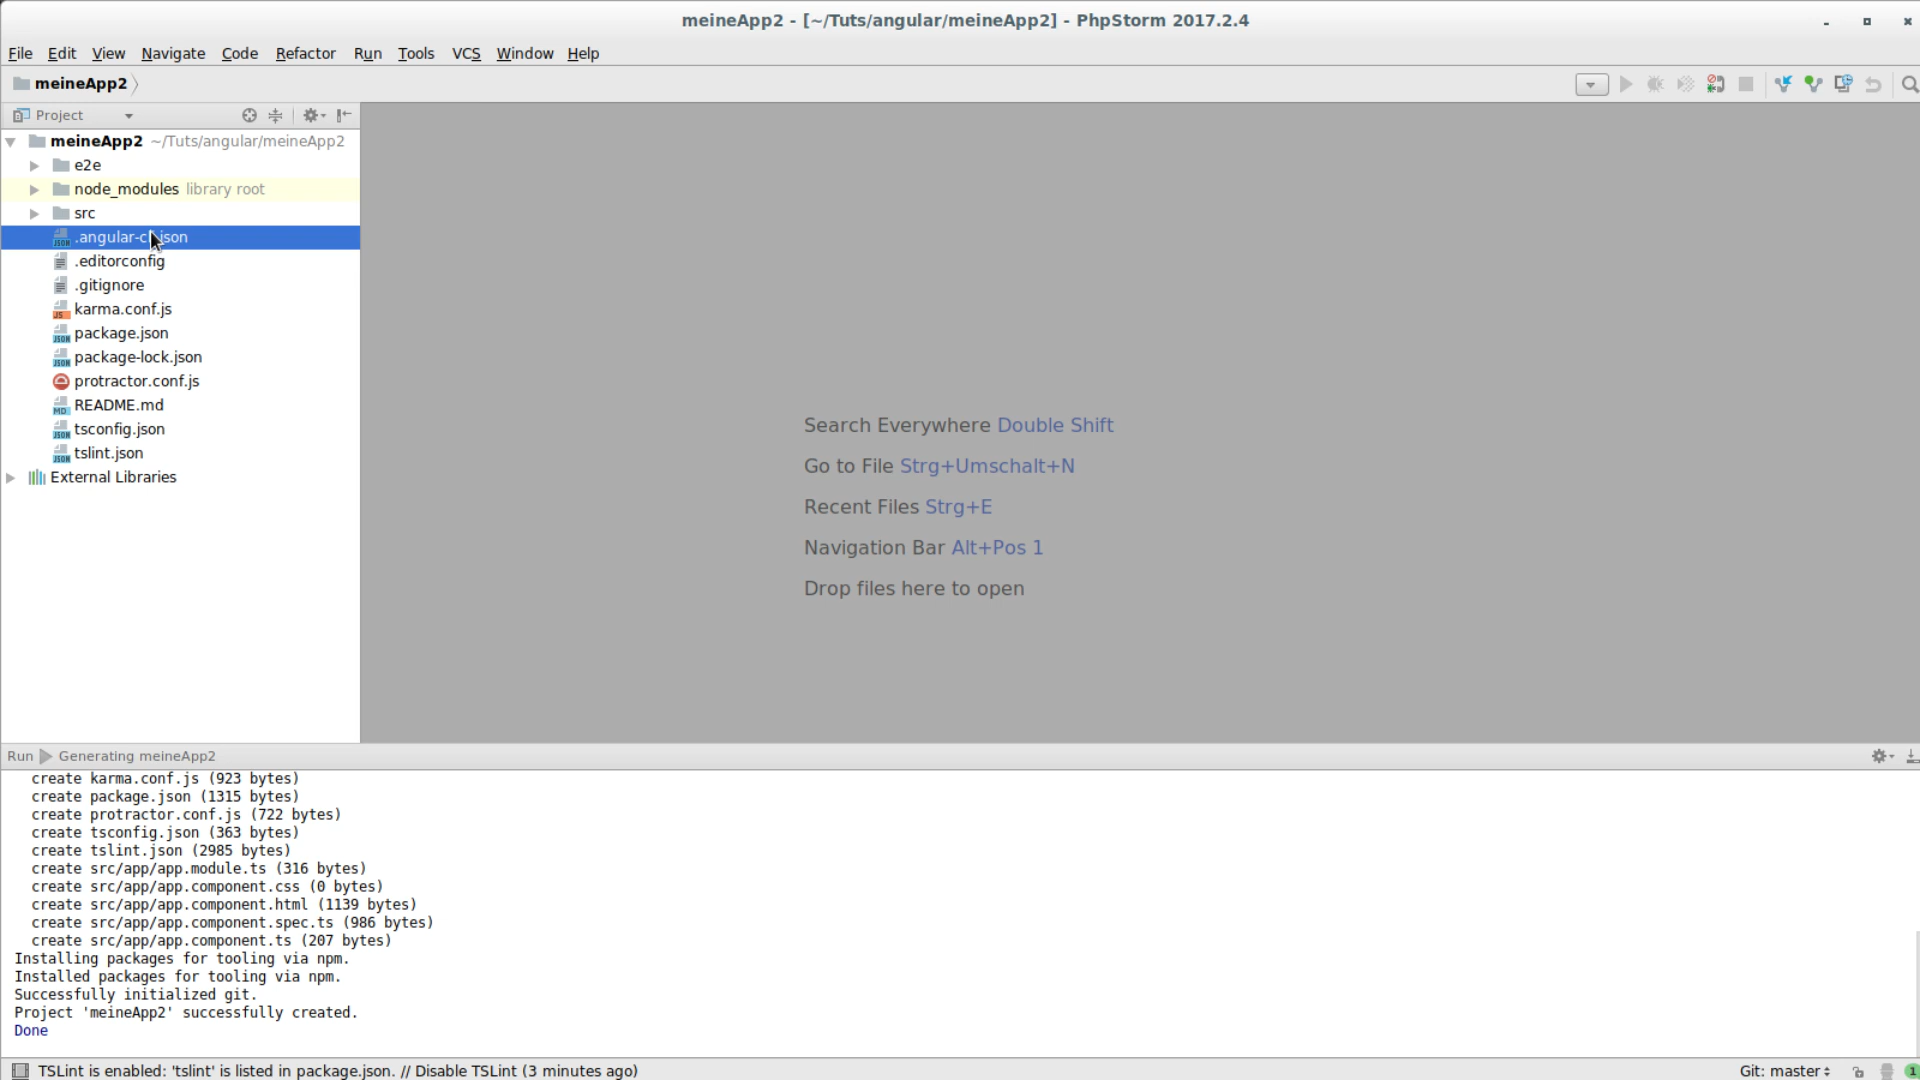 meineApp2 - [~/Tuts/angular/meineApp2] - PhpStorm 2017.2.4
File Edit View Navigate Code Refactor Run Tools VCS Window Help
meineApp2
Project
meineApp2 ~/Tuts/angular/meineApp2
e2e
node_modules library root
src
.angular-cli.json
.editorconfig
.gitignore
karma.conf.js
package.json
package-lock.json
protractor.conf.js
README.md
tsconfig.json
tslint.json
External Libraries
Search Everywhere Double Shift
Go to File Strg+Umschalt+N
Recent Files Strg+E
Navigation Bar Alt+Pos 1
Drop files here to open
Run Generating meineApp2
create karma.conf.js (923 bytes)
create package.json (1315 bytes)
create protractor.conf.js (722 bytes)
create tsconfig.json (363 bytes)
create tslint.json (2985 bytes)
create src/app/app.module.ts (316 bytes)
create src/app/app.component.css (0 bytes)
create src/app/app.component.html (1139 bytes)
create src/app/app.component.spec.ts (986 bytes)
create src/app/app.component.ts (207 bytes)
Installing packages for tooling via npm.
Installed packages for tooling via npm.
Successfully initialized git.
Project 'meineApp2' successfully created.
Done
TSLint is enabled: 'tslint' is listed in package.json. // Disable TSLint (3 minutes ago)
Git: master
1